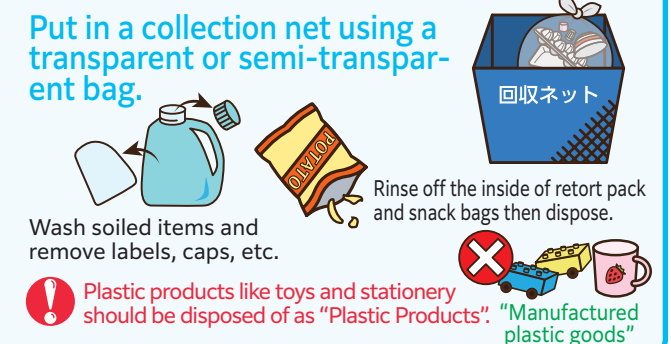 Put in a collection net using a
transparent or semi-transpar-
ent bag.
回収ネット
POTATO
Rinse off the inside of retort pack
and snack bags then dispose.
Wash soiled items and
remove labels, caps, etc.
Plastic products like toys and stationery
should be disposed of as “Plastic Products”.
“Manufactured
plastic goods”